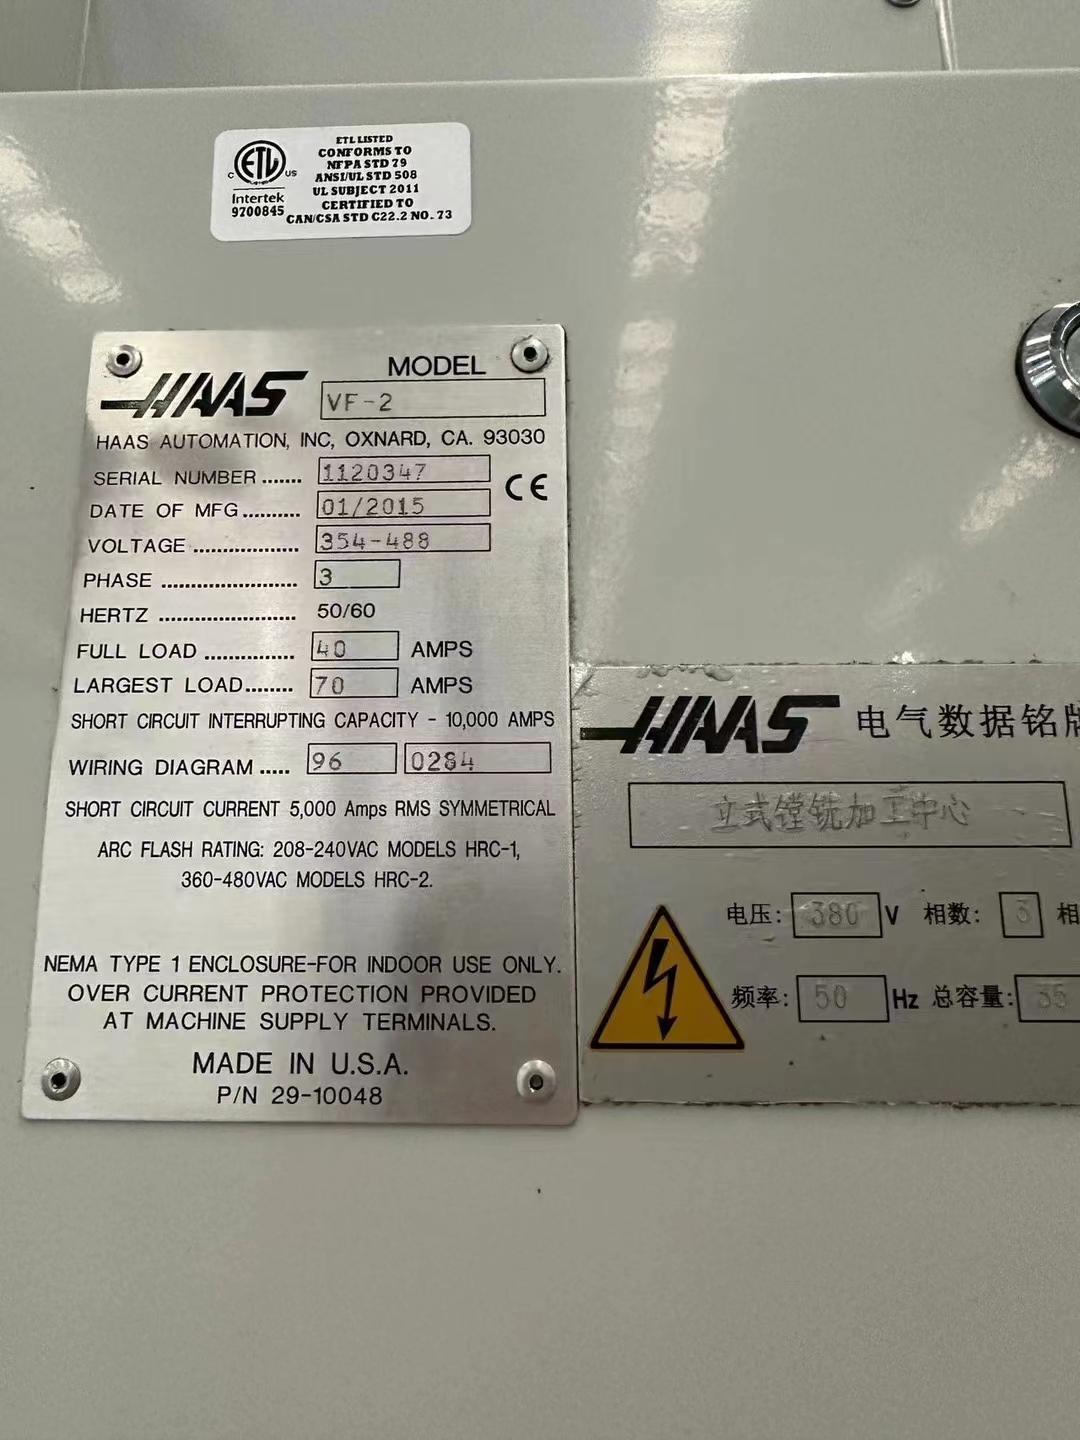 ETL LISTED
CONFORMS TO
NFPA STD 79
ANSI/UL STD 508
UL SUBJECT 2011
CERTIFIED TO
CAN/CSA STD C22.2 NO. 73
C ETL US
Intertek
9700845
HAAS
MODEL
VF-2
HAAS AUTOMATION, INC, OXNARD, CA. 93030
SERIAL NUMBER ....... 1120347
CE
DATE OF MFG .......... 01/2015
VOLTAGE .................. 354-488
PHASE ....................... 3
HERTZ ....................... 50/60
FULL LOAD ............... 40 AMPS
LARGEST LOAD ........ 70 AMPS
SHORT CIRCUIT INTERRUPTING CAPACITY - 10,000 AMPS
WIRING DIAGRAM ..... 96 0284
SHORT CIRCUIT CURRENT 5,000 Amps RMS SYMMETRICAL
ARC FLASH RATING: 208-240VAC MODELS HRC-1,
360-480VAC MODELS HRC-2.
NEMA TYPE 1 ENCLOSURE-FOR INDOOR USE ONLY.
OVER CURRENT PROTECTION PROVIDED
AT MACHINE SUPPLY TERMINALS.
MADE IN U.S.A.
P/N 29-10048
HAAS 电气数据铭牌
立式镗铣加工中心
电压: 380 V 相数: 3 相
频率: 50 Hz 总容量: 35